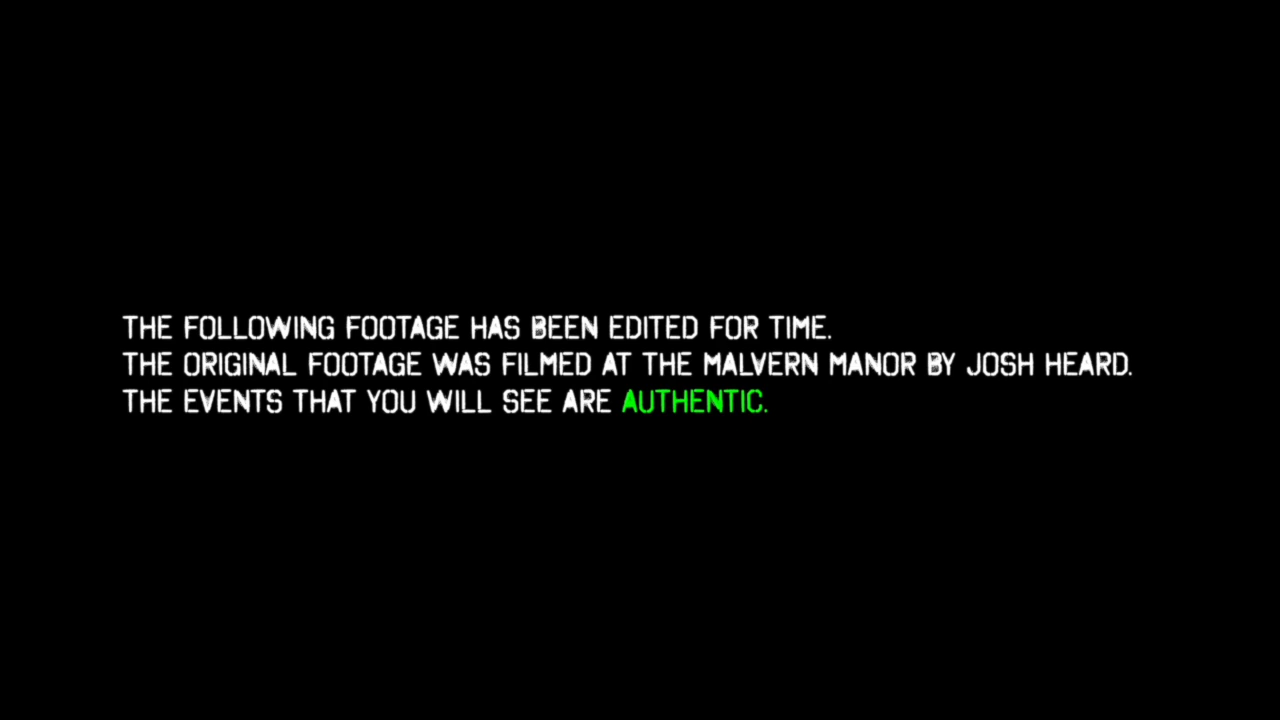 THE FOLLOWING FOOTAGE HAS BEEN EDITED FOR TIME.
THE ORIGINAL FOOTAGE WAS FILMED AT THE MALVERN MANOR BY JOSH HEARD.
THE EVENTS THAT YOU WILL SEE ARE AUTHENTIC.